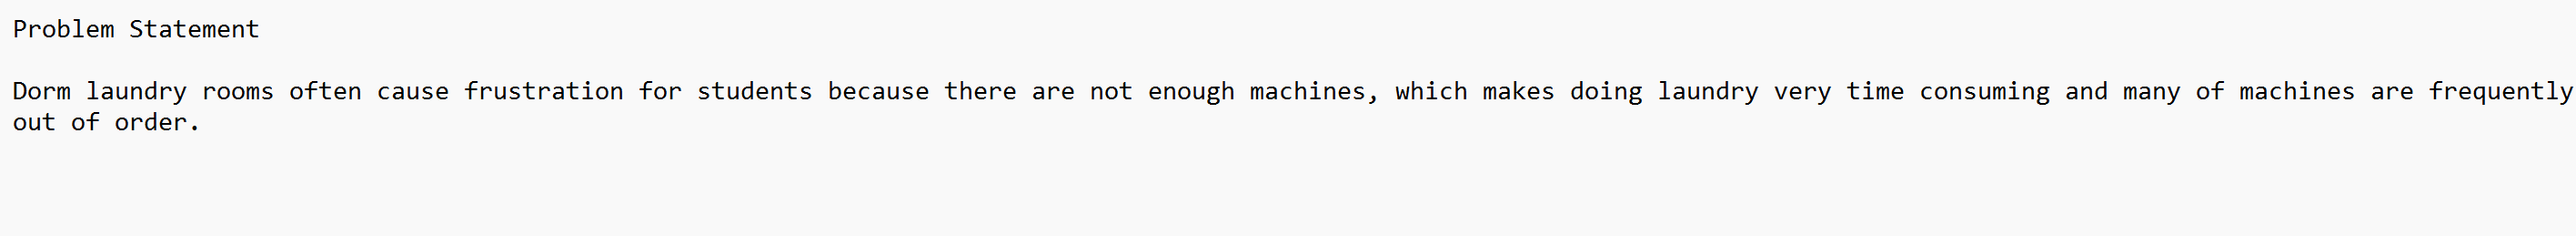 Problem Statement
Dorm laundry rooms often cause frustration for students because there are not enough machines, which makes doing laundry very time consuming and many of machines are frequently
out of order.